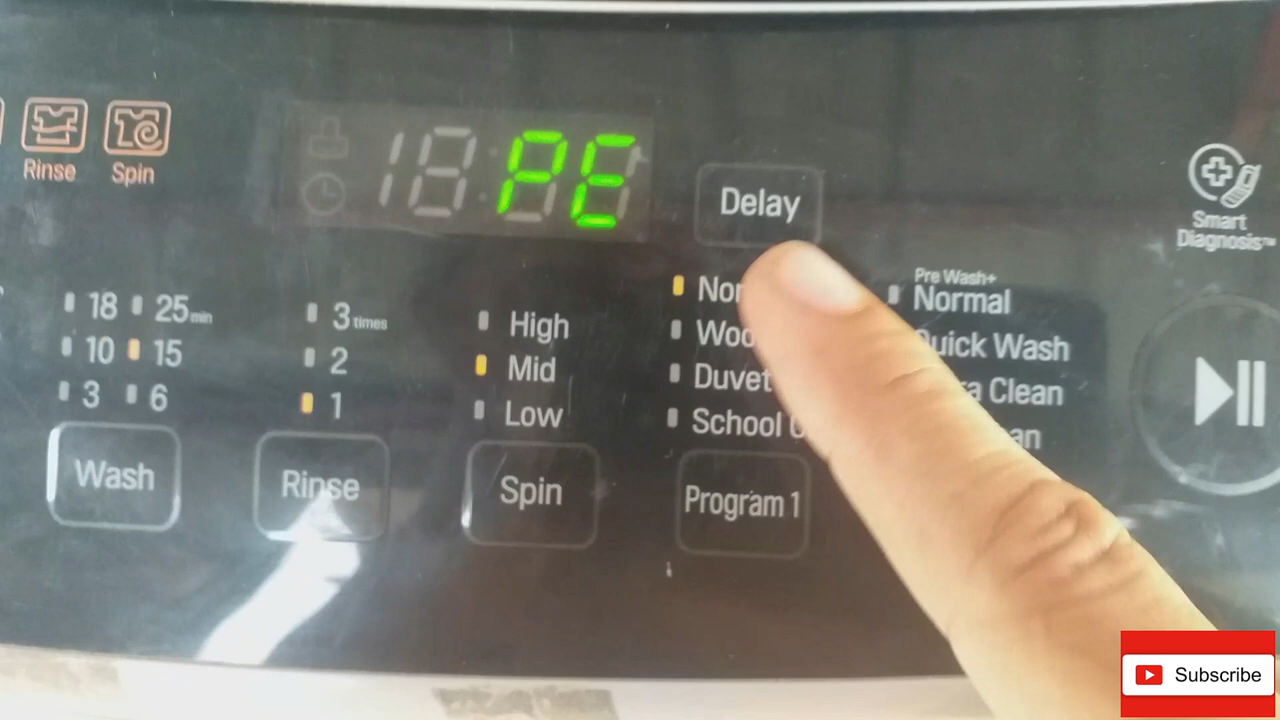 PE
Delay
Rinse Spin
Smart
Diagnosis™
18 25min
10 15
3 6
3times
2
1
High
Mid
Low
Duvet
School
Pre Wash+
Normal
Quick Wash
Clean
Wash
Rinse
Spin
Program 1
Subscribe